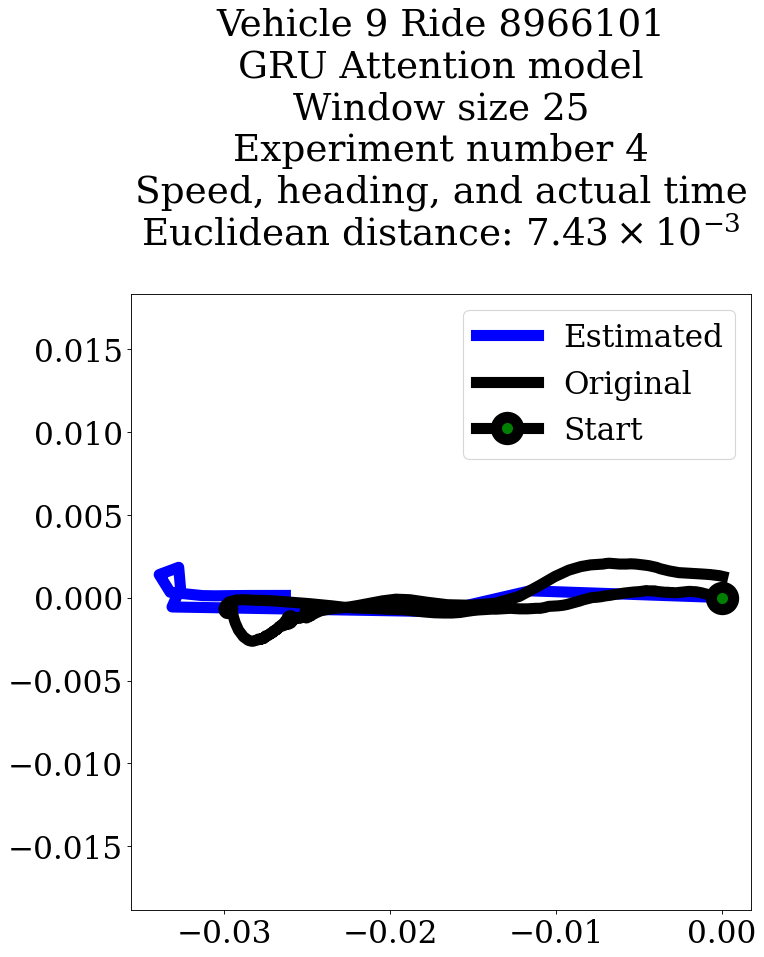 Vehicle 9 Ride 8966101
GRU Attention model
Window size 25
Experiment number 4
Speed, heading, and actual time
Euclidean distance: 7.43 × 10⁻³
Estimated
Original
Start
0.015
0.010
0.005
0.000
−0.005
−0.010
−0.015
−0.03 −0.02 −0.01 0.00